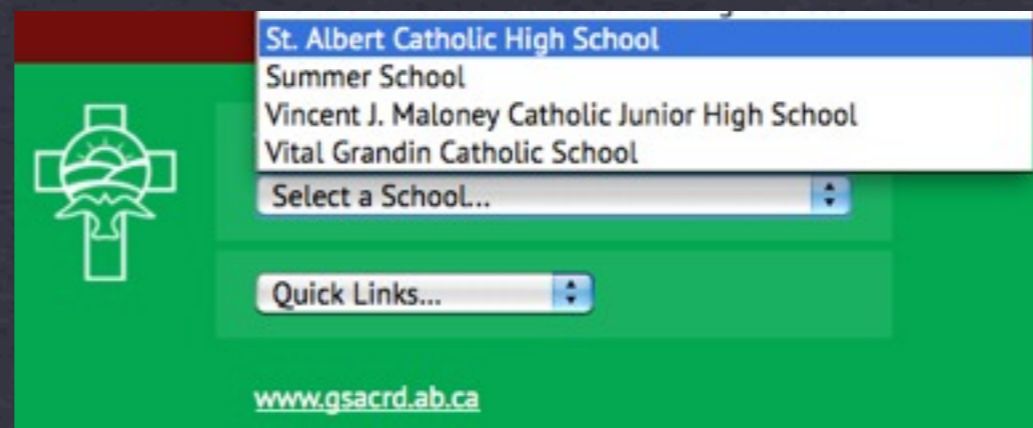 St. Albert Catholic High School
Summer School
Vincent J. Maloney Catholic Junior High School
Vital Grandin Catholic School
Select a School...
Quick Links...
www.gsacrd.ab.ca